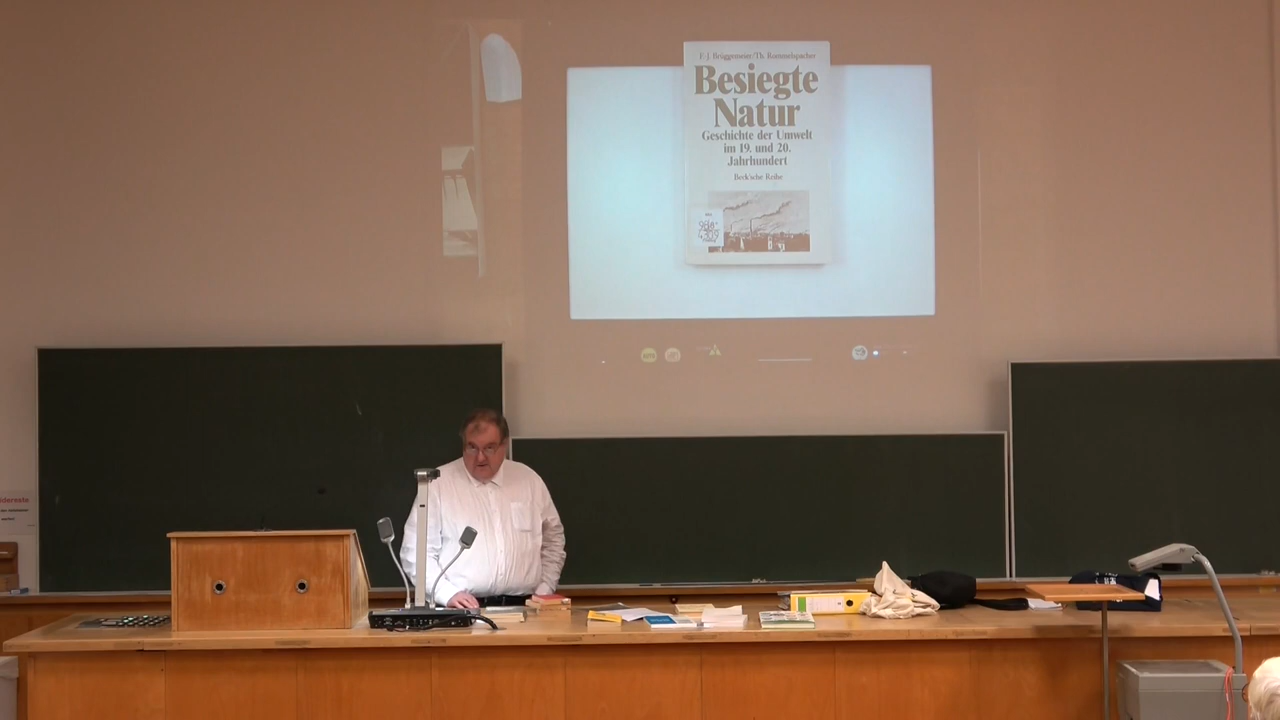 F.-J. Brüggemeier/Th. Rommelspacher
Besiegte
Natur
Geschichte der Umwelt
im 19. und 20.
Jahrhundert
Beck'sche Reihe